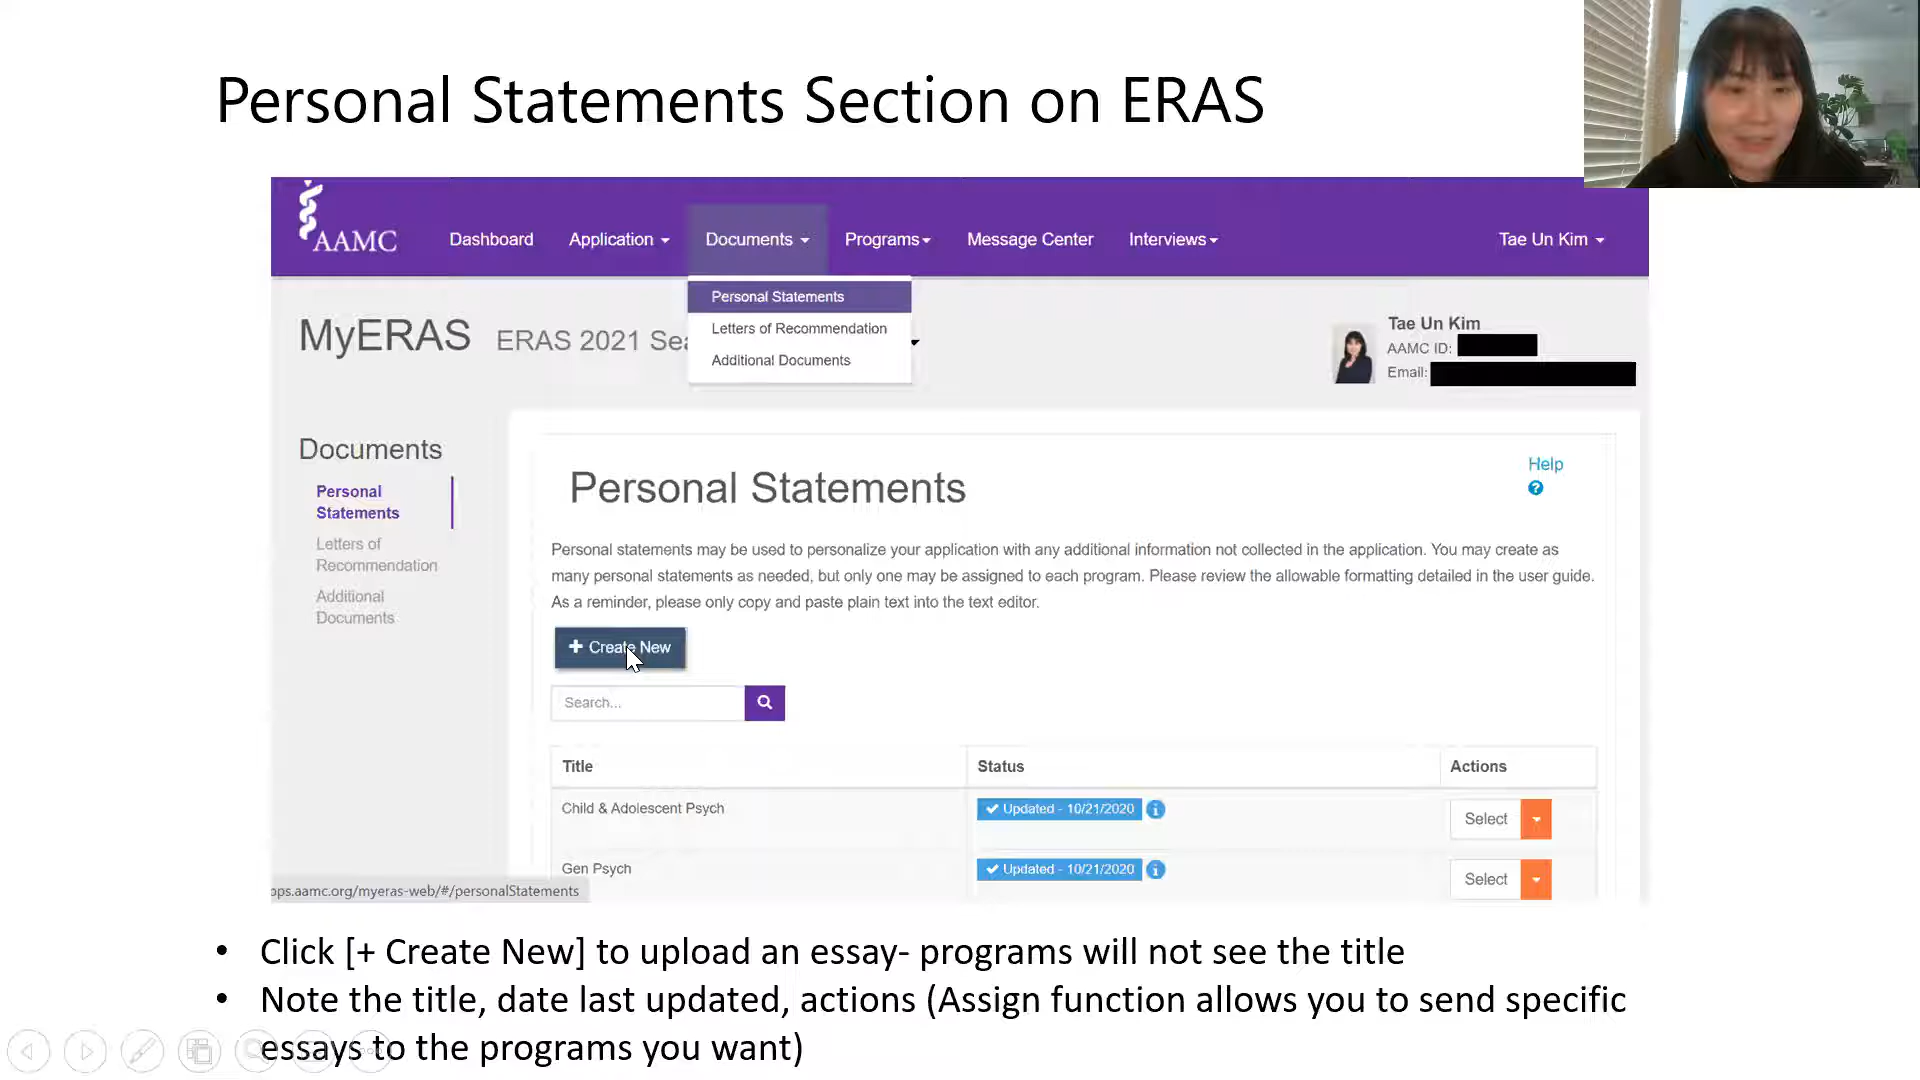 Personal Statements Section on ERAS
AAMC
Dashboard
Application
Documents
Programs
Message Center
Interviews
Tae Un Kim
Personal Statements
Letters of Recommendation
Additional Documents
MyERAS
ERAS 2021 Sea
Tae Un Kim
AAMC ID:
Email:
Documents
Personal
Statements
Letters of
Recommendation
Additional
Documents
Personal Statements
Help
Personal statements may be used to personalize your application with any additional information not collected in the application. You may create as
many personal statements as needed, but only one may be assigned to each program. Please review the allowable formatting detailed in the user guide.
As a reminder, please only copy and paste plain text into the text editor.
+ Create New
Search...
Title Status Actions
Child & Adolescent Psych Updated - 10/21/2020 Select
Gen Psych Updated - 10/21/2020 Select
pps.aamc.org/myeras-web/#/personalStatements
• Click [+ Create New] to upload an essay- programs will not see the title
• Note the title, date last updated, actions (Assign function allows you to send specific
essays to the programs you want)